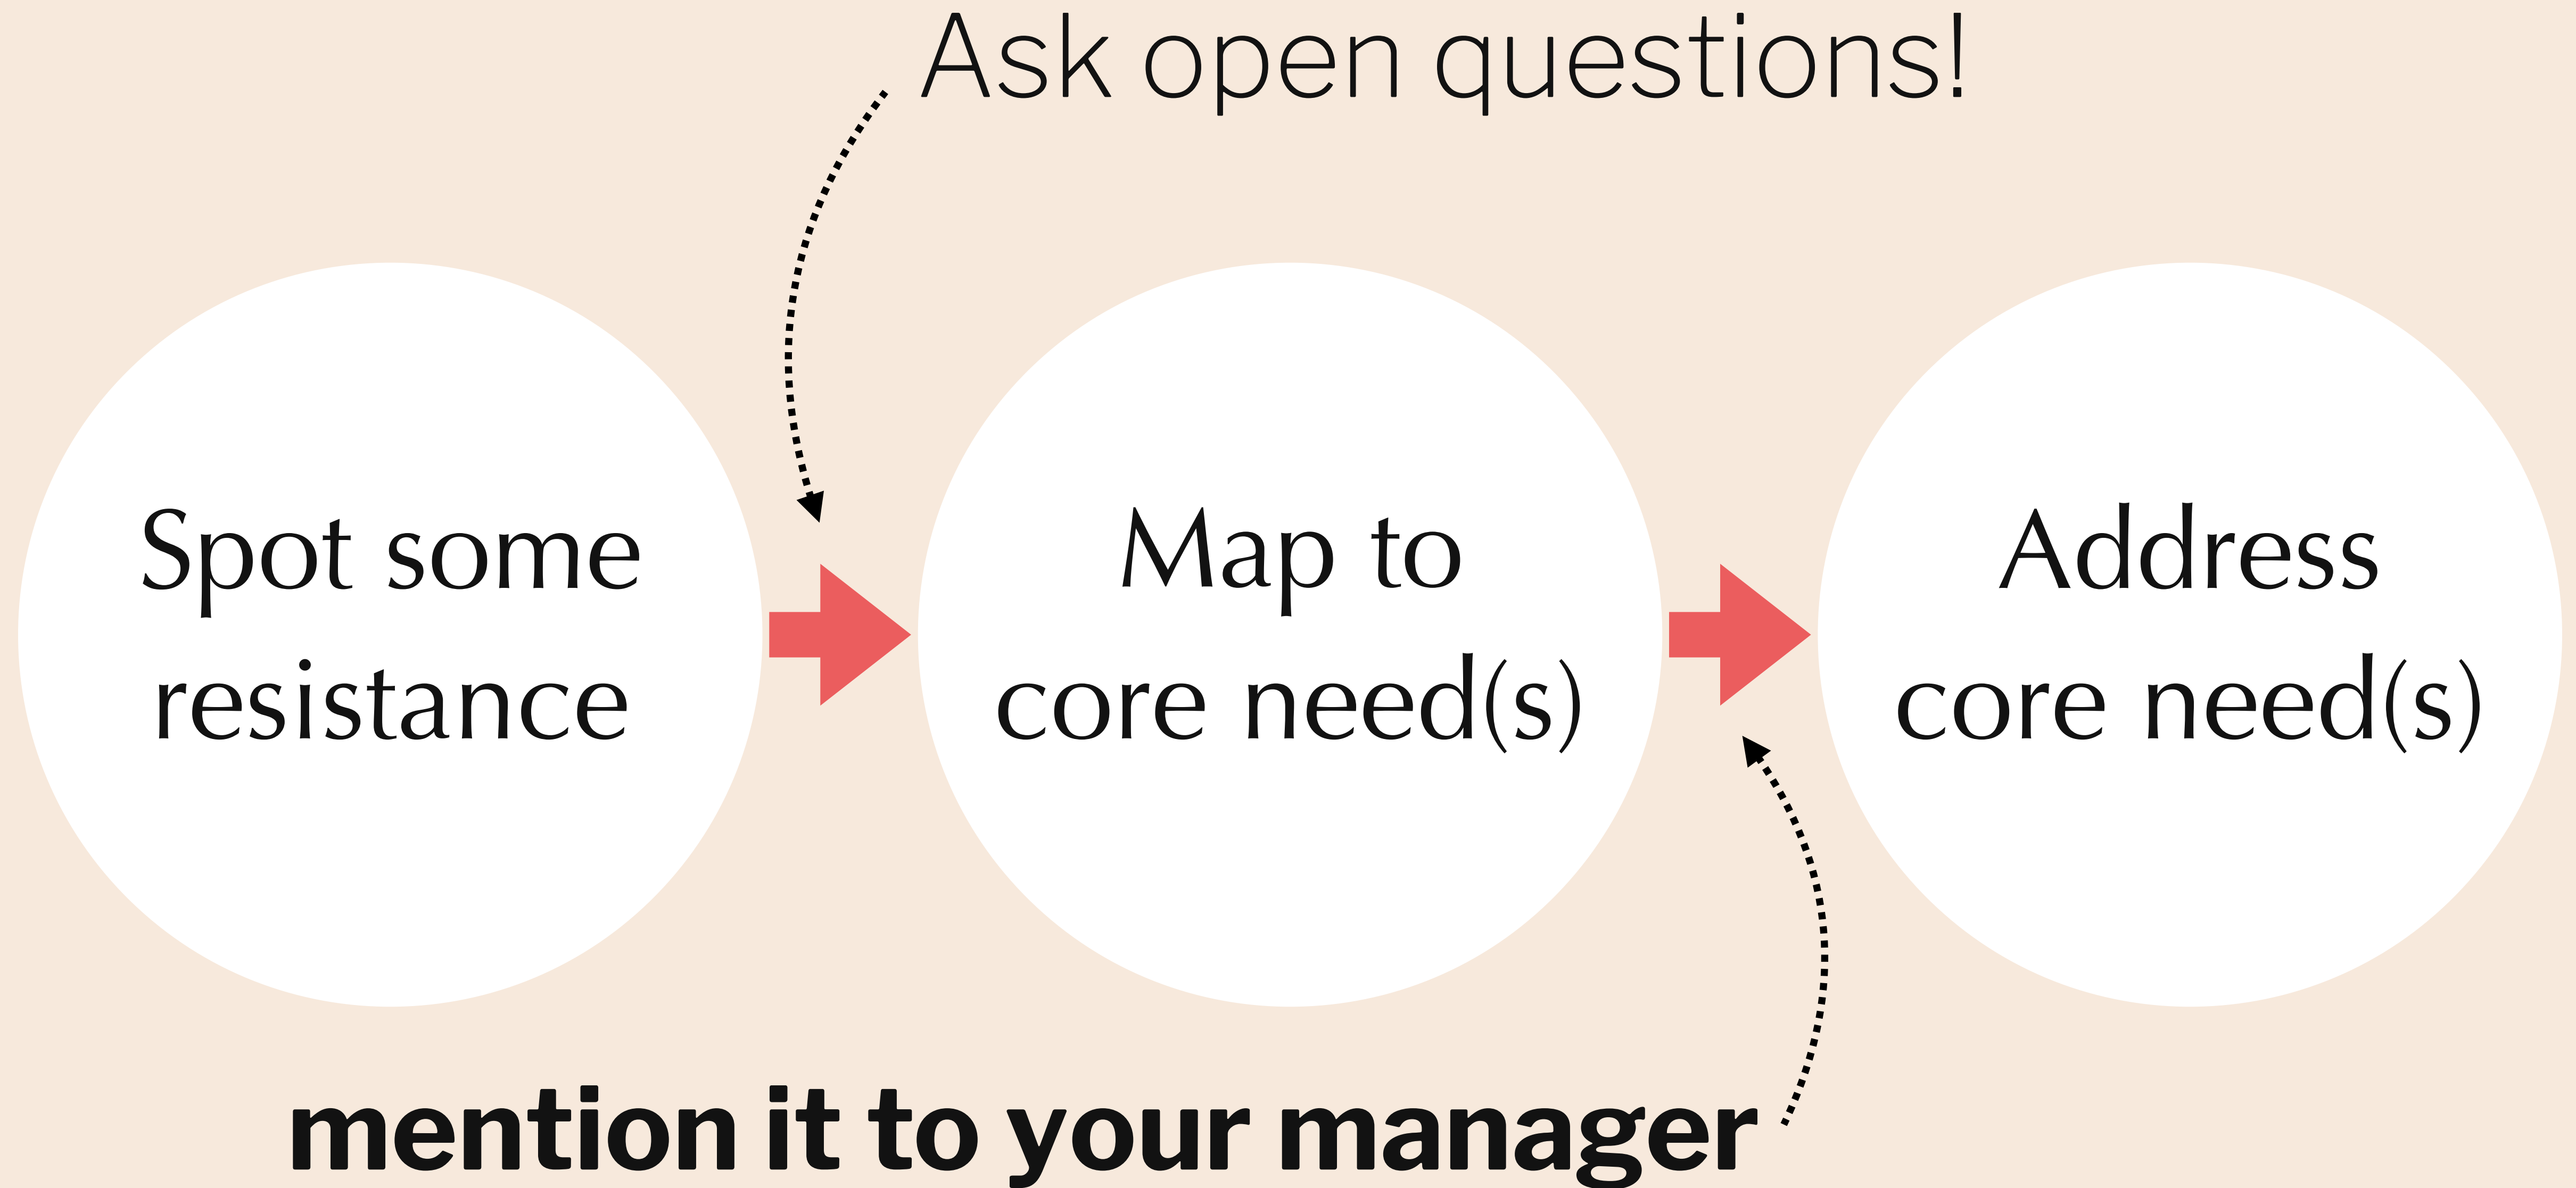 Ask open questions!
Spot some
resistance
Map to
core need(s)
Address
core need(s)
mention it to your manager